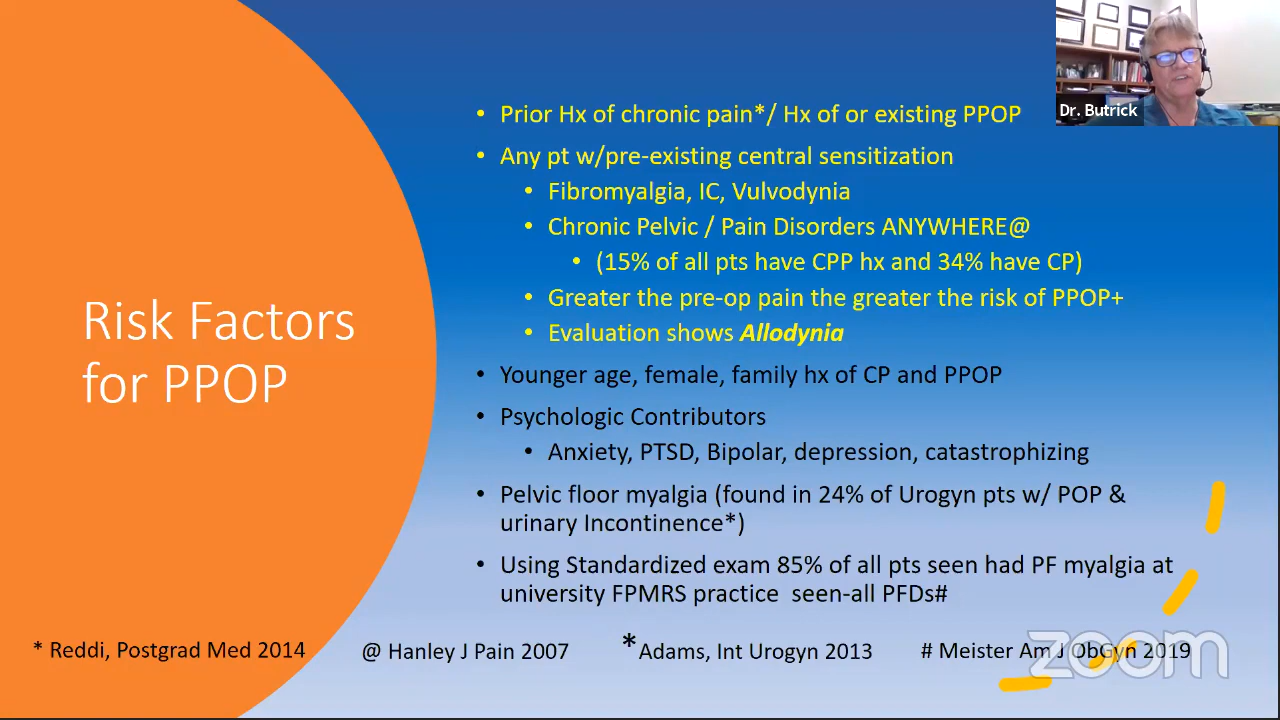 Dr. Butrick
Risk Factors
for PPOP
• Prior Hx of chronic pain*/ Hx of or existing PPOP
• Any pt w/pre-existing central sensitization
• Fibromyalgia, IC, Vulvodynia
• Chronic Pelvic / Pain Disorders ANYWHERE@
• (15% of all pts have CPP hx and 34% have CP)
• Greater the pre-op pain the greater the risk of PPOP+
• Evaluation shows Allodynia
• Younger age, female, family hx of CP and PPOP
• Psychologic Contributors
• Anxiety, PTSD, Bipolar, depression, catastrophizing
• Pelvic floor myalgia (found in 24% of Urogyn pts w/ POP &
urinary Incontinence*)
• Using Standardized exam 85% of all pts seen had PF myalgia at
university FPMRS practice seen-all PFDs#
* Reddi, Postgrad Med 2014 @ Hanley J Pain 2007 *Adams, Int Urogyn 2013 # Meister Am J ObGyn 2019
zoom